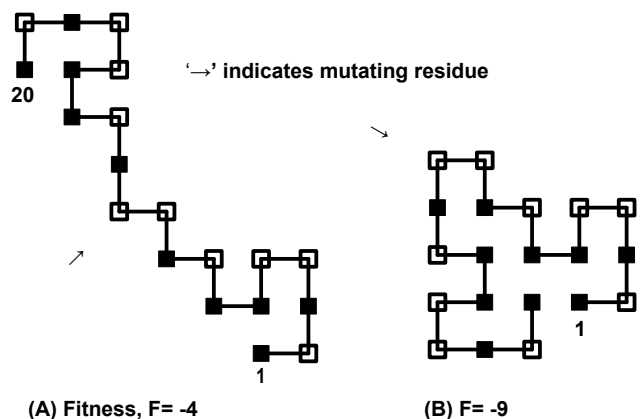 ‘→’ indicates mutating residue
20
1
1
(A) Fitness, F= -4
(B) F= -9